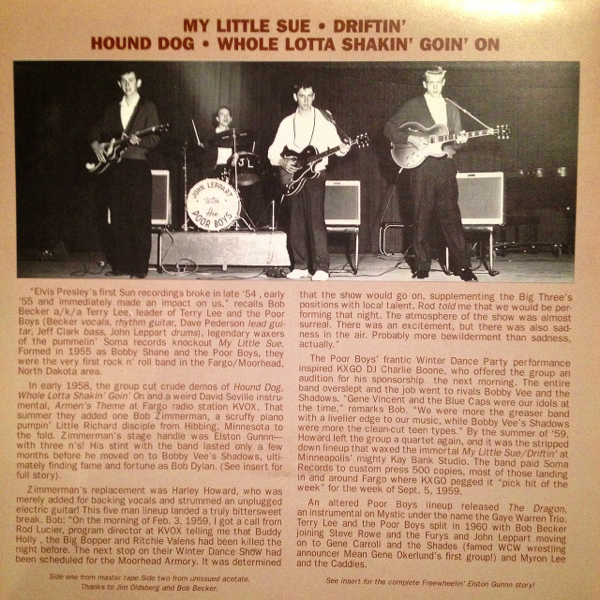 MY LITTLE SUE • DRIFTIN'
HOUND DOG • WHOLE LOTTA SHAKIN' GOIN' ON
JL
JOHN LEPPART
the
POOR BOYS
"Elvis Presley's first Sun recordings broke in late '54 , early
'55 and immediately made an impact on us," recalls Bob
Becker a/k/a Terry Lee, leader of Terry Lee and the Poor
Boys (Becker vocals, rhythm guitar, Dave Pederson lead gui-
tar, Jeff Clark bass, John Leppart drums), legendary waxers
of the pummelin' Soma records knockout My Little Sue.
Formed in 1955 as Bobby Shane and the Poor Boys, they
were the very first rock n' roll band in the Fargo/Moorhead,
North Dakota area.
In early 1958, the group cut crude demos of Hound Dog,
Whole Lotta Shakin' Goin' On and a weird David Seville instru-
mental, Armen's Theme at Fargo radio station KVOX. That
summer they added one Bob Zimmerman, a scruffy piano
pumpin' Little Richard disciple from Hibbing, Minnesota to
the fold. Zimmerman's stage handle was Elston Gunnn—
with three n's! His stint with the band lasted only a few
months before he moved on to Bobby Vee's Shadows, ulti-
mately finding fame and fortune as Bob Dylan. (See insert for
full story).
Zimmerman's replacement was Harley Howard, who was
merely added for backing vocals and strummed an unplugged
electric guitar! This five man lineup landed a truly bittersweet
break. Bob: "On the morning of Feb. 3, 1959, I got a call from
Rod Lucier, program director at KVOX telling me that Buddy
Holly , the Big Bopper and Ritchie Valens had been killed the
night before. The next stop on their Winter Dance Show had
been scheduled for the Moorhead Armory. It was determined
that the show would go on, supplementing the Big Three's
positions with local talent. Rod told me that we would be per-
forming that night. The atmosphere of the show was almost
surreal. There was an excitement, but there was also sad-
ness in the air. Probably more bewilderment than sadness,
actually."
The Poor Boys' frantic Winter Dance Party performance
inspired KXGO DJ Charlie Boone, who offered the group an
audition for his sponsorship the next morning. The entire
band overslept and the job went to rivals Bobby Vee and the
Shadows. "Gene Vincent and the Blue Caps were our idols at
the time," remarks Bob. "We were more the greaser band
with a livelier edge to our music, while Bobby Vee's Shadows
were more the clean-cut teen types." By the summer of '59,
Howard left the group a quartet again, and it was the stripped
down lineup that waxed the immortal My Little Sue/Driftin' at
Minneapolis' mighty Kay Bank Studio. The band paid Soma
Records to custom press 500 copies, most of those landing
in and around Fargo where KXGO pegged it "pick hit of the
week" for the week of Sept. 5, 1959.
An altered Poor Boys lineup released The Dragon,
an instrumental on Mystic under the name the Gaye Warren Trio.
Terry Lee and the Poor Boys split in 1960 with Bob Becker
joining Steve Rowe and the Furys and John Leppart moving
on to Gene Carroll and the Shades (famed WCW wrestling
announcer Mean Gene Okerlund's first group!) and Myron Lee
and the Caddies.
Side one from master tape.Side two from unissued acetate.
Thanks to Jim Oldsberg and Bob Becker.
See insert for the complete Freewheelin' Elston Gunnn story!